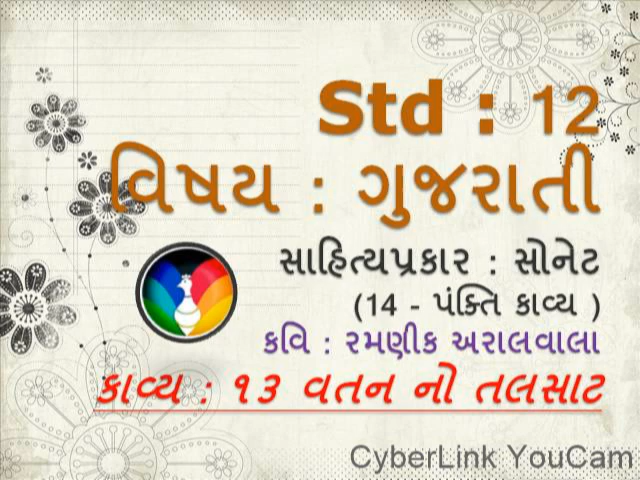 Std : 12
વિષય : ગુજરાતી
સાહિત્યપ્રકાર : સોનેટ
(14 - પંક્તિ કાવ્ય )
કવિ : રમણીક અરાલવાલા
કાવ્ય : ૧૩ વતન નો તલસાટ
CyberLink YouCam